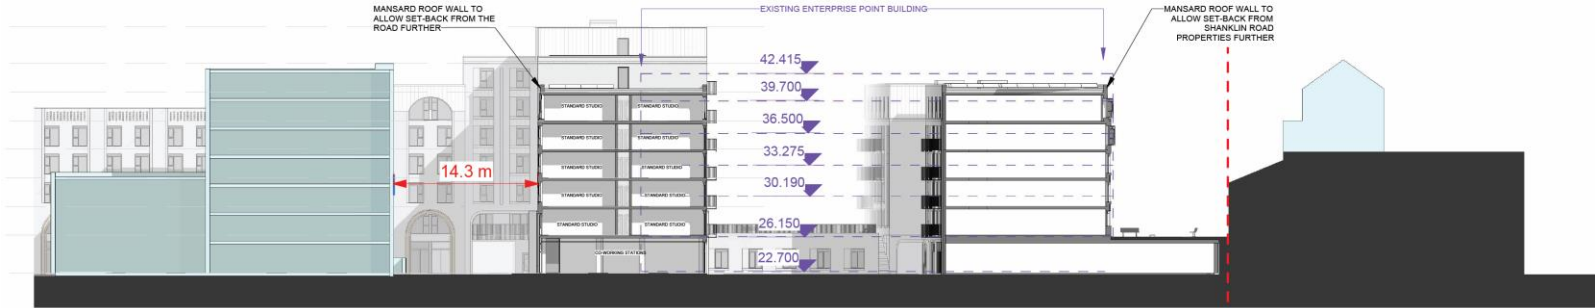 MANSARD ROOF WALL TO
ALLOW SET-BACK FROM THE
ROAD FURTHER
EXISTING ENTERPRISE POINT BUILDING
MANSARD ROOF WALL TO
ALLOW SET-BACK FROM
SHANKLIN ROAD
PROPERTIES FURTHER
42.415
39.700
STANDARD STUDIO STANDARD STUDIO
36.500
STANDARD STUDIO STANDARD STUDIO
33.275
STANDARD STUDIO STANDARD STUDIO
14.3 m
30.190
STANDARD STUDIO STANDARD STUDIO
26.150
STANDARD STUDIO STANDARD STUDIO
CO-WORKING STATIONS
22.700